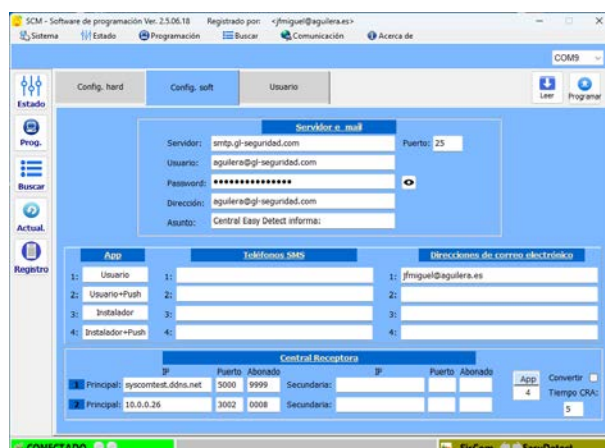 SCM - Software de programación Ver. 2.5.06.18 Registrado por: <jfmiguel@aguilera.es>
Sistema Estado Programación Buscar Comunicación Acerca de
COM9
Estado
Prog.
Buscar
Actual.
Registro
Config. hard Config. soft Usuario
Leer Programar
Servidor e_mail
Servidor: smtp.gl-seguridad.com Puerto: 25
Usuario: aguilera@gl-seguridad.com
Password: ●●●●●●●●●●●●●●●
Dirección: aguilera@gl-seguridad.com
Asunto: Central Easy Detect informa:
App Teléfonos SMS Direcciones de correo electrónico
1: Usuario 1: 1: jfmiguel@aguilera.es
2: Usuario+Push 2: 2:
3: Instalador 3: 3:
4: Instalador+Push 4: 4:
Central Receptora
IP Puerto Abonado IP Puerto Abonado
1 Principal: syscomtest.ddns.net 5000 9999 Secundaria: App Convertir
2 Principal: 10.0.0.26 3002 0008 Secundaria: 4 Tiempo CRA:
5
CONECTADO SisCom EasyDetect